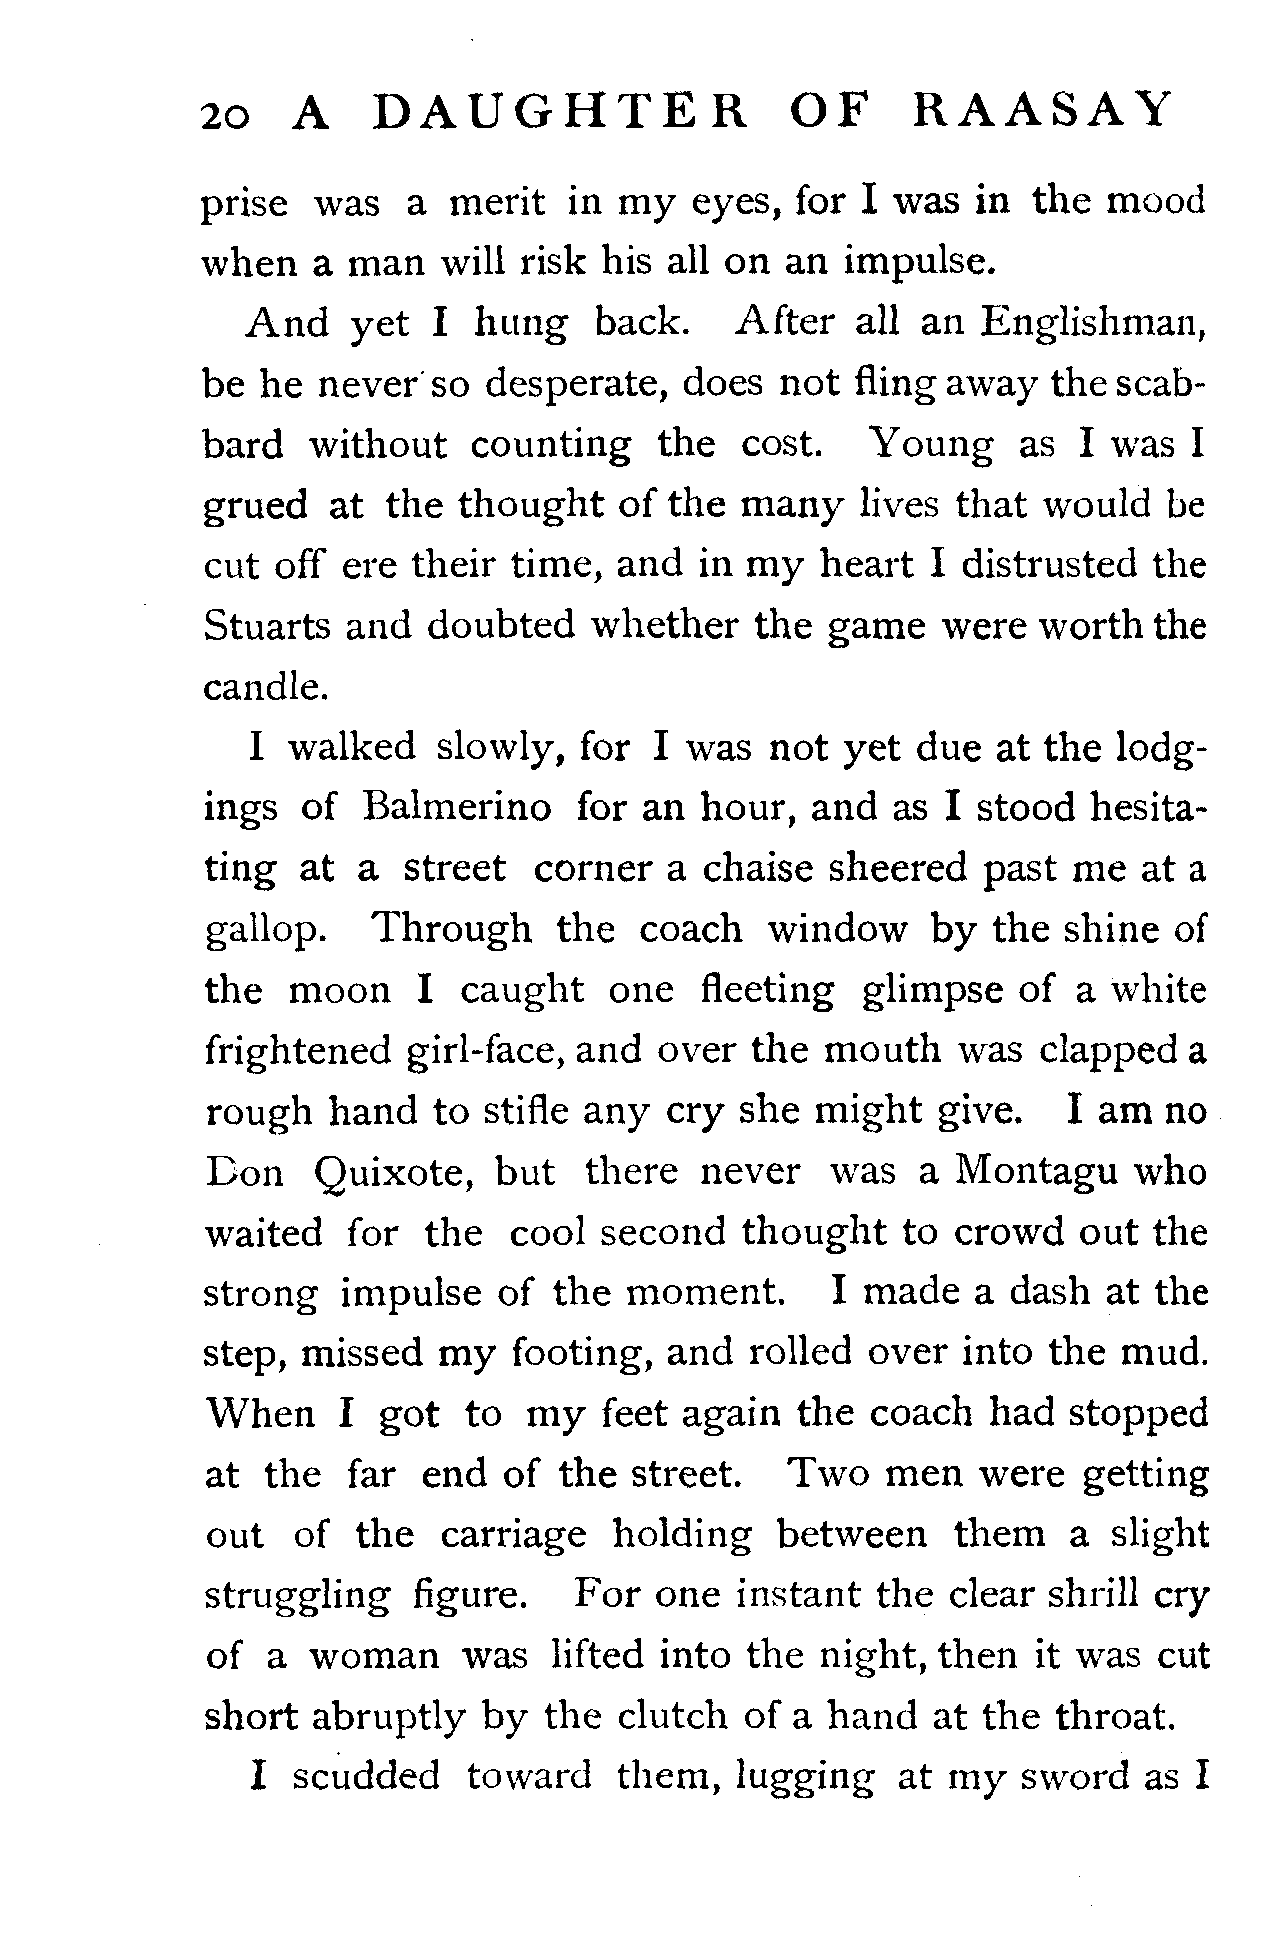 20 A DAUGHTER OF RAASAY
prise was a merit in my eyes, for I was in the mood
when a man will risk his all on an impulse.
And yet I hung back. After all an Englishman,
be he never so desperate, does not fling away the scab-
bard without counting the cost. Young as I was I
grued at the thought of the many lives that would be
cut off ere their time, and in my heart I distrusted the
Stuarts and doubted whether the game were worth the
candle.
I walked slowly, for I was not yet due at the lodg-
ings of Balmerino for an hour, and as I stood hesita-
ting at a street corner a chaise sheered past me at a
gallop. Through the coach window by the shine of
the moon I caught one fleeting glimpse of a white
frightened girl-face, and over the mouth was clapped a
rough hand to stifle any cry she might give. I am no
Don Quixote, but there never was a Montagu who
waited for the cool second thought to crowd out the
strong impulse of the moment. I made a dash at the
step, missed my footing, and rolled over into the mud.
When I got to my feet again the coach had stopped
at the far end of the street. Two men were getting
out of the carriage holding between them a slight
struggling figure. For one instant the clear shrill cry
of a woman was lifted into the night, then it was cut
short abruptly by the clutch of a hand at the throat.
I scudded toward them, lugging at my sword as I